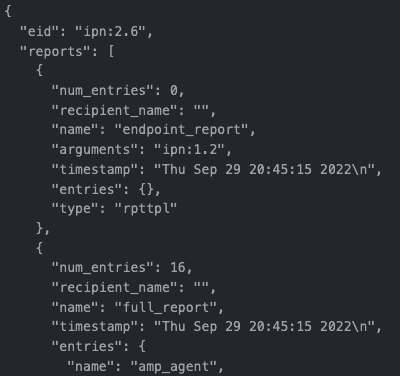 {
  "eid": "ipn:2.6",
  "reports": [
    {
      "num_entries": 0,
      "recipient_name": "",
      "name": "endpoint_report",
      "arguments": "ipn:1.2",
      "timestamp": "Thu Sep 29 20:45:15 2022\n",
      "entries": {},
      "type": "rpttpl"
    },
    {
      "num_entries": 16,
      "recipient_name": "",
      "name": "full_report",
      "timestamp": "Thu Sep 29 20:45:15 2022\n",
      "entries": {
        "name": "amp_agent",